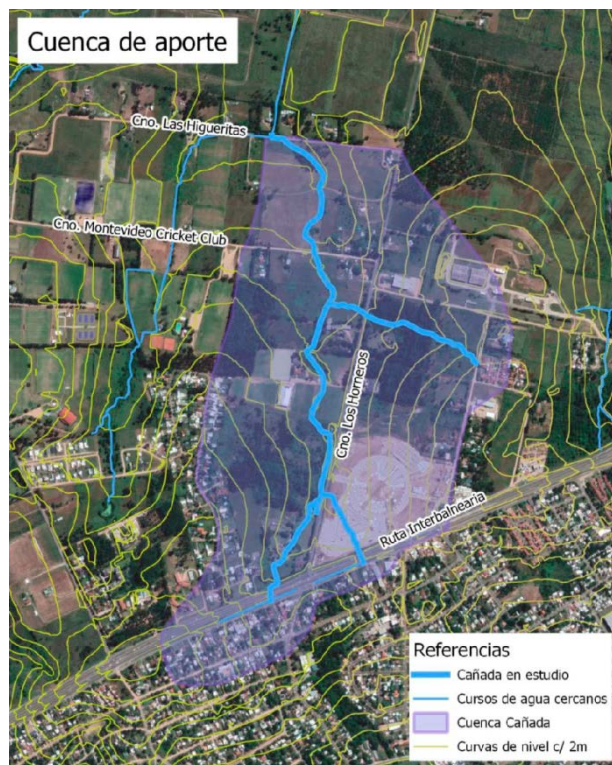 Cuenca de aporte
Cno. Las Higueritas
Cno. Montevideo Cricket Club
Cno. Los Horneros
Ruta Interbalnearia
Referencias
Cañada en estudio
Cursos de agua cercanos
Cuenca Cañada
Curvas de nivel c/ 2m